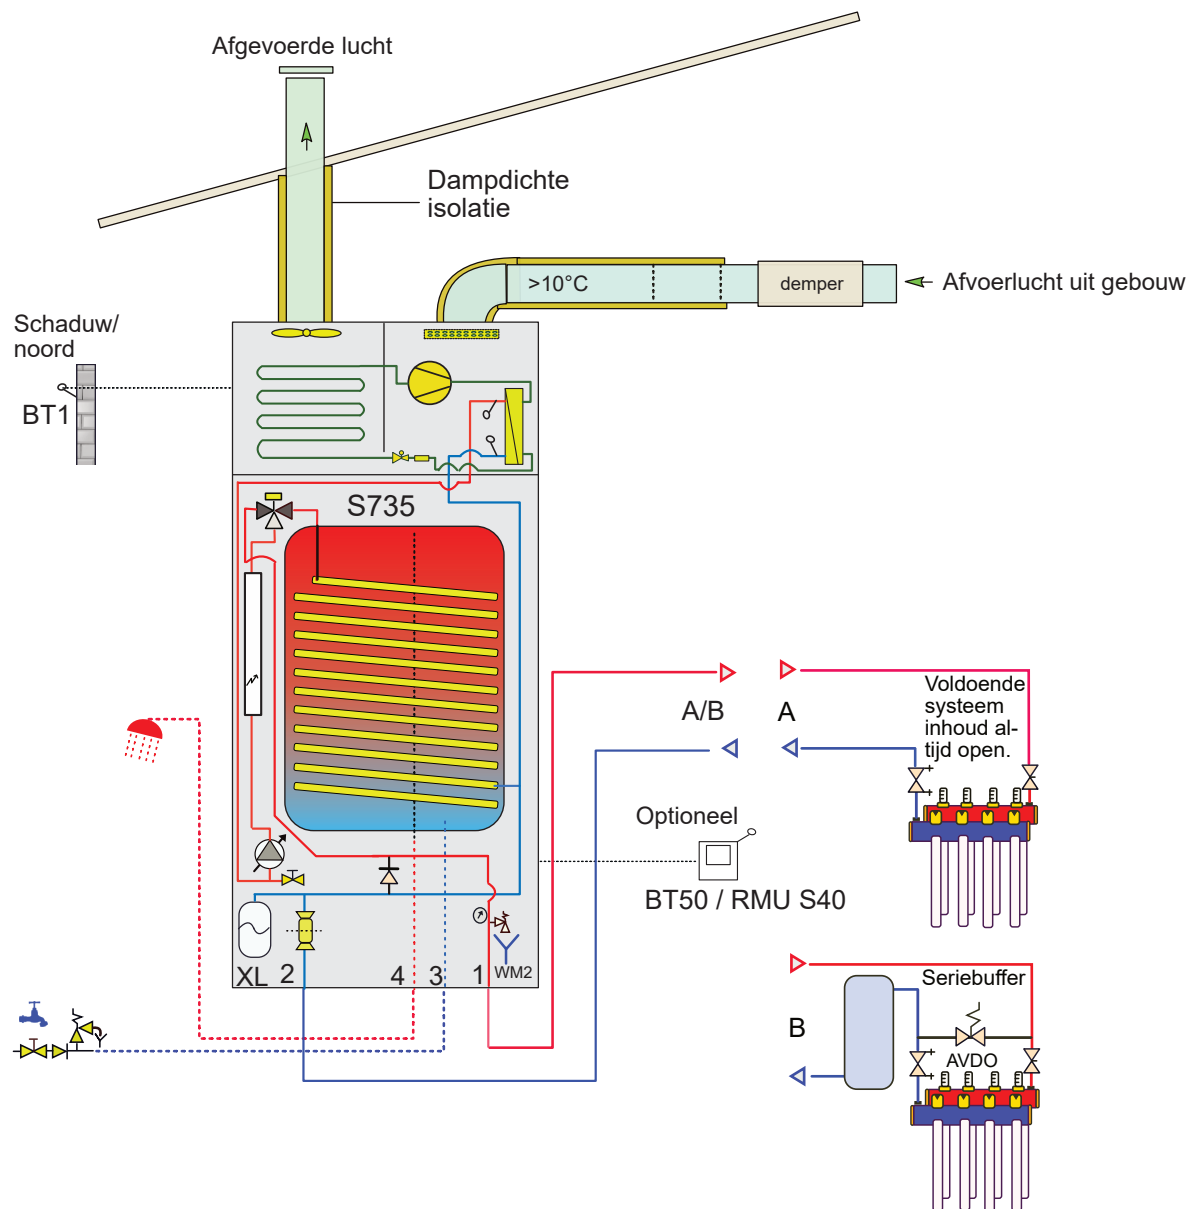 Afgevoerde lucht
Dampdichte
isolatie
>10°C
demper
Afvoerlucht uit gebouw
Schaduw/
noord
BT1
S735
A/B
A
Voldoende
systeem
inhoud al-
tijd open.
Optioneel
BT50 / RMU S40
XL
2
4
3
1
WM2
Seriebuffer
B
AVDO